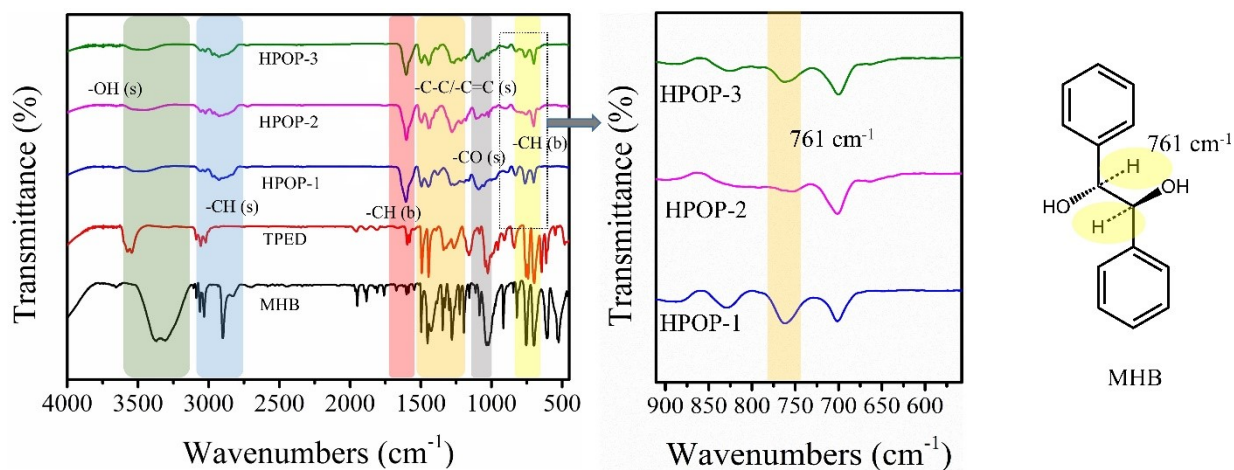 HPOP-3
-OH (s)
-C-C/-C=C (s)
HPOP-2
-CH (b)
-CO (s)
HPOP-1
-CH (s)
-CH (b)
TPED
MHB
Transmittance (%)
4000 3500 3000 2500 2000 1500 1000 500
Wavenumbers (cm⁻¹)
HPOP-3
761 cm⁻¹
HPOP-2
HPOP-1
Transmittance (%)
900 850 800 750 700 650 600
Wavenumbers (cm⁻¹)
761 cm⁻¹
H
OH
HO
H
MHB